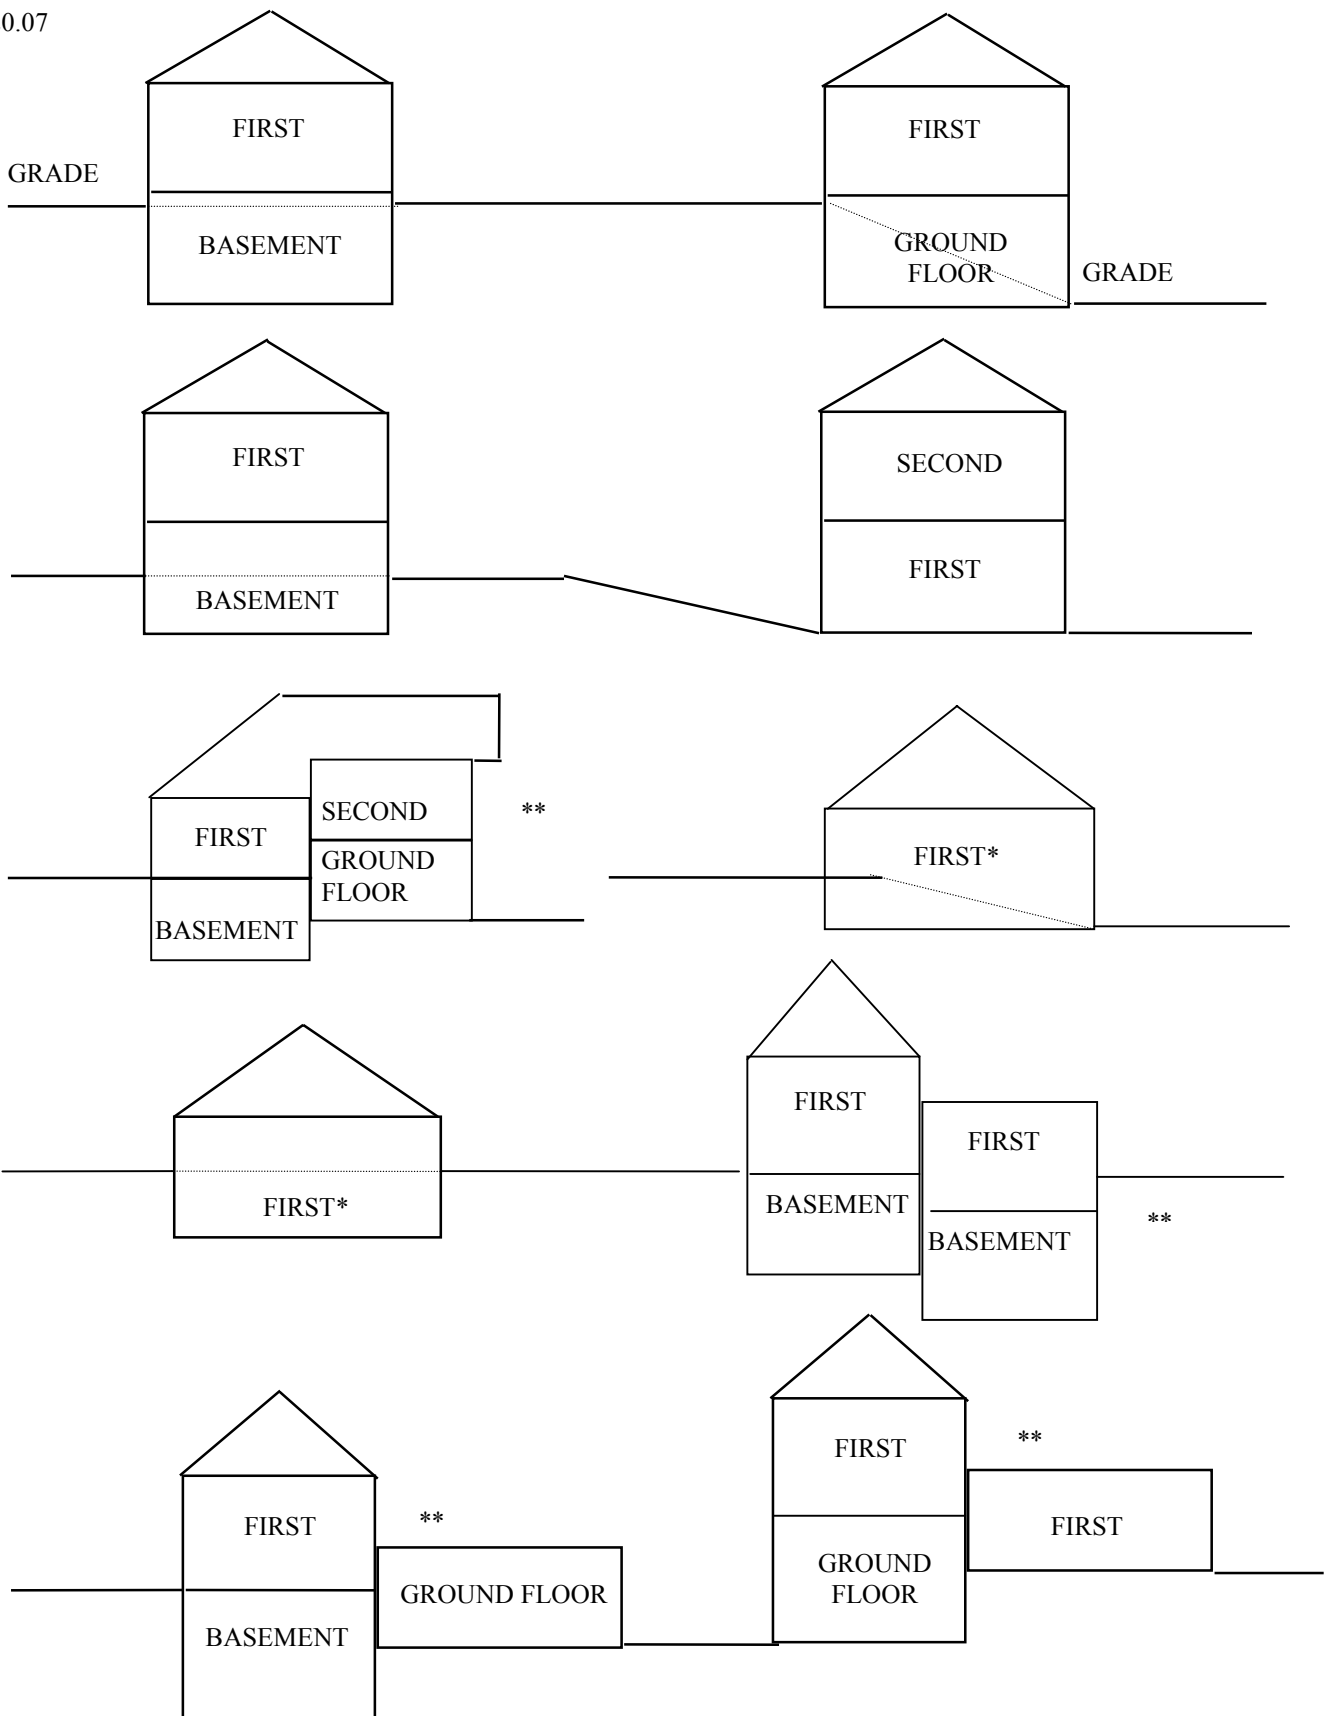 0.07
FIRST
FIRST
GRADE
BASEMENT
GROUND
FLOOR
GRADE
FIRST
SECOND
BASEMENT
FIRST
FIRST
SECOND
**
GROUND
FLOOR
BASEMENT
FIRST*
FIRST*
FIRST
FIRST
BASEMENT
BASEMENT
**
FIRST
**
GROUND FLOOR
BASEMENT
FIRST
**
FIRST
GROUND
FLOOR